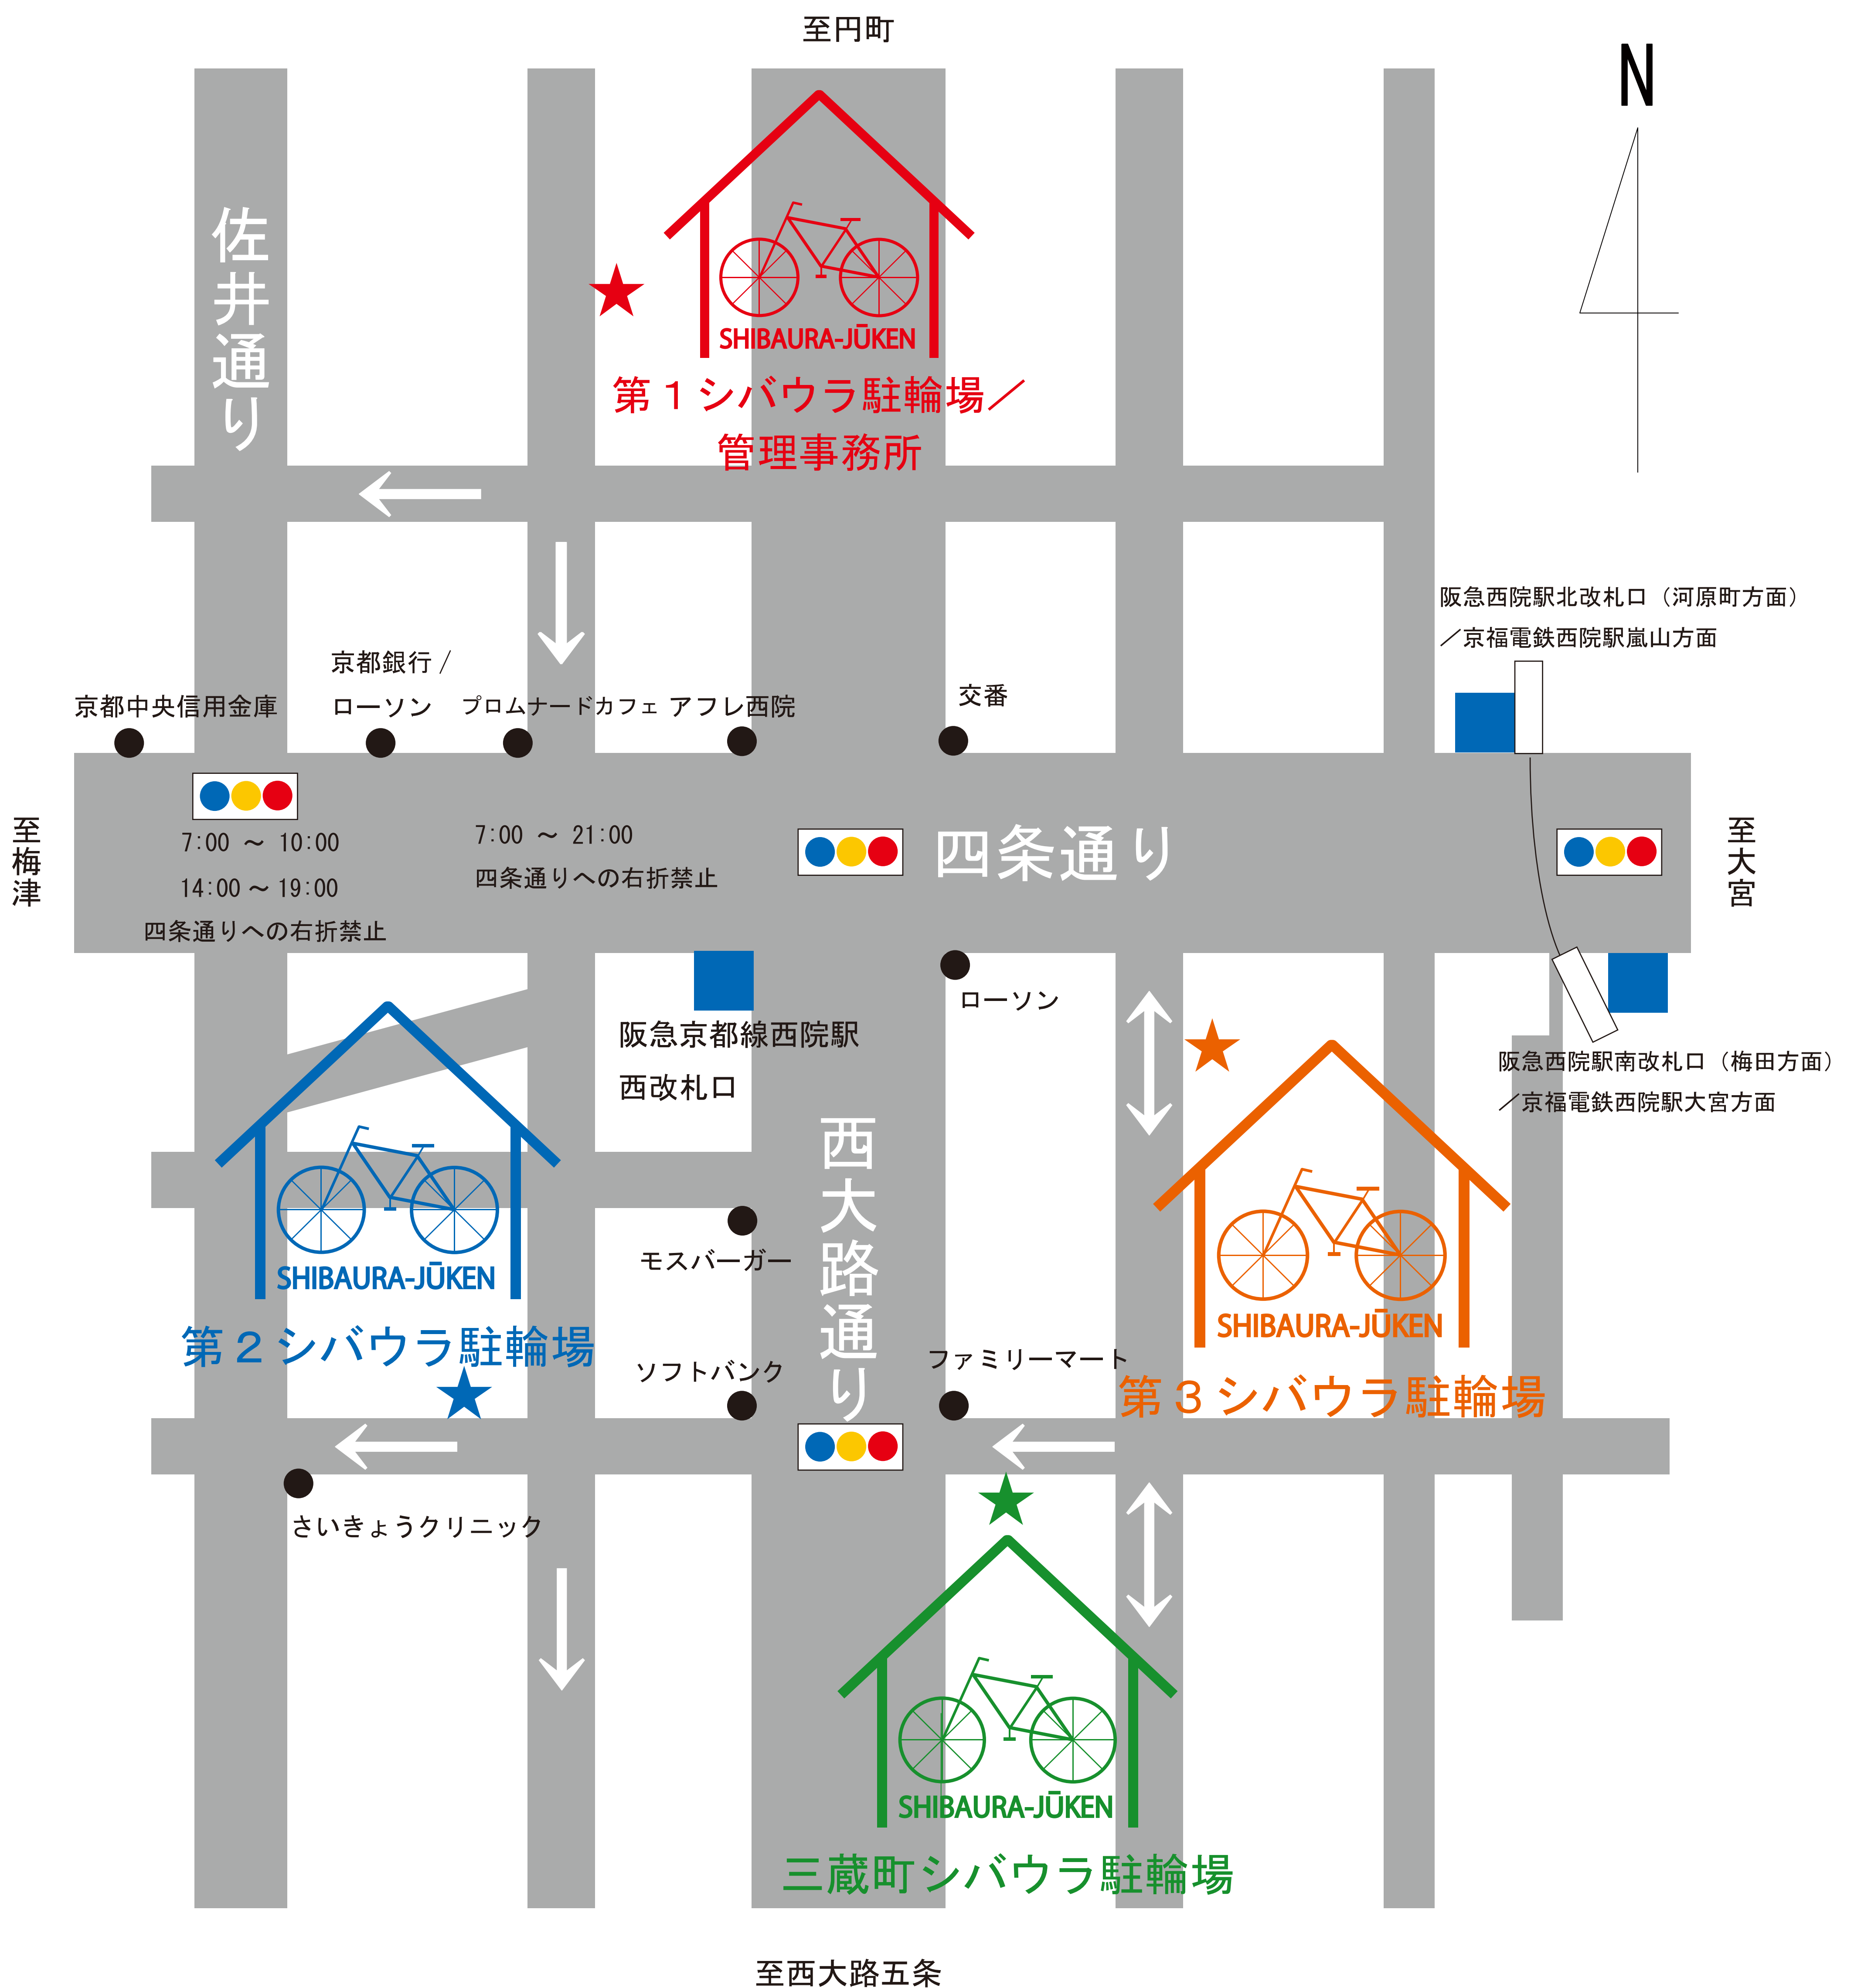 至円町
N
佐井通り
SHIBAURA-JŪKEN
第1シバウラ駐輪場／
管理事務所
阪急西院駅北改札口（河原町方面）
／京福電鉄西院駅嵐山方面
京都銀行/
ローソン
京都中央信用金庫
プロムナードカフェ
アフレ西院
交番
至梅津
7:00 ～ 10:00
14:00～19:00
四条通りへの右折禁止
7:00 ～ 21:00
四条通りへの右折禁止
四条通り
至大宮
阪急京都線西院駅
西改札口
ローソン
阪急西院駅南改札口（梅田方面）
／京福電鉄西院駅大宮方面
西大路通り
モスバーガー
SHIBAURA-JŪKEN
第2シバウラ駐輪場
SHIBAURA-JŪKEN
第3シバウラ駐輪場
ソフトバンク
ファミリーマート
さいきょうクリニック
SHIBAURA-JŪKEN
三蔵町シバウラ駐輪場
至西大路五条